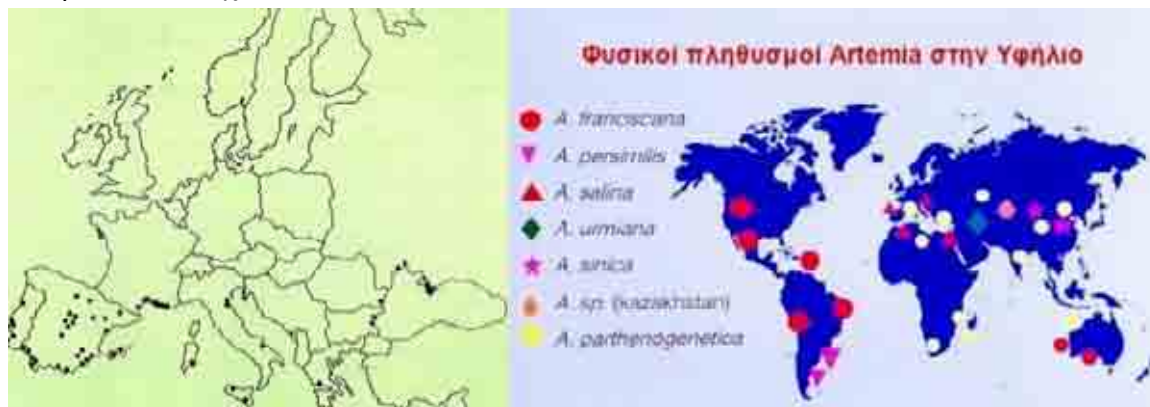 Φυσικοί πληθυσμοί Artemia στην Υφήλιο
A. franciscana
A. persimilis
A. salina
A. urmiana
A. sinica
A. sp. (kazakhstan)
A. parthenogenetica